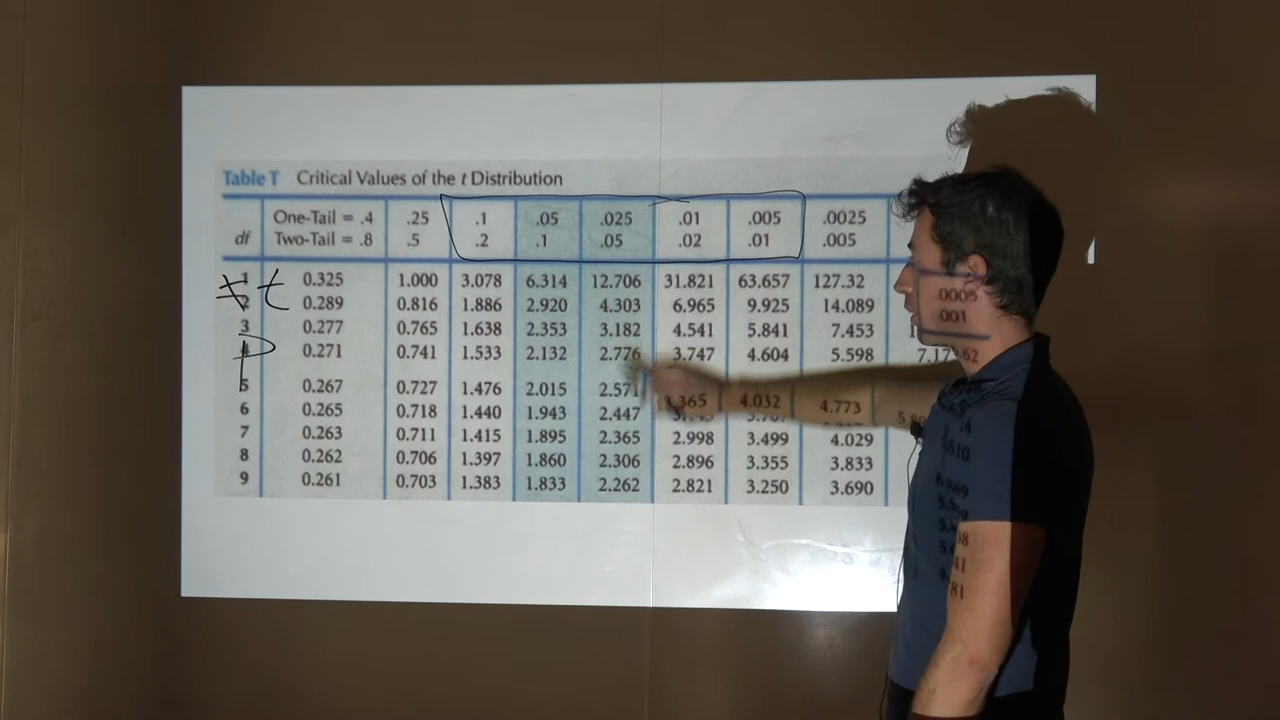 Table T Critical Values of the t Distribution
One-Tail = .4 .25 .1 .05 .025 .01 .005 .0025 .0005
df Two-Tail = .8 .5 .2 .1 .05 .02 .01 .005 .001
1 0.325 1.000 3.078 6.314 12.706 31.821 63.657 127.32
2 0.289 0.816 1.886 2.920 4.303 6.965 9.925 14.089
3 0.277 0.765 1.638 2.353 3.182 4.541 5.841 7.453
4 0.271 0.741 1.533 2.132 2.776 3.747 4.604 5.598
5 0.267 0.727 1.476 2.015 2.571 3.365 4.032 4.773
6 0.265 0.718 1.440 1.943 2.447
7 0.263 0.711 1.415 1.895 2.365 2.998 3.499 4.029
8 0.262 0.706 1.397 1.860 2.306 2.896 3.355 3.833
9 0.261 0.703 1.383 1.833 2.262 2.821 3.250 3.690
t
P